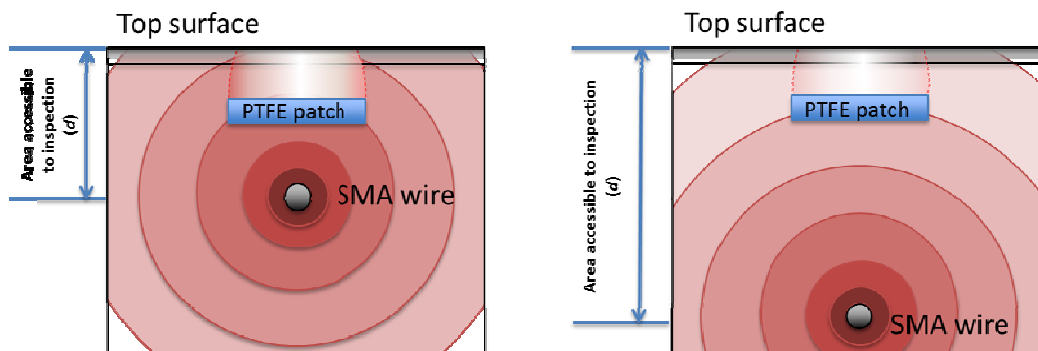 Top surface
Area accessible
to inspection
(d)
PTFE patch
SMA wire
Top surface
Area accessible to inspection
(d)
PTFE patch
SMA wire